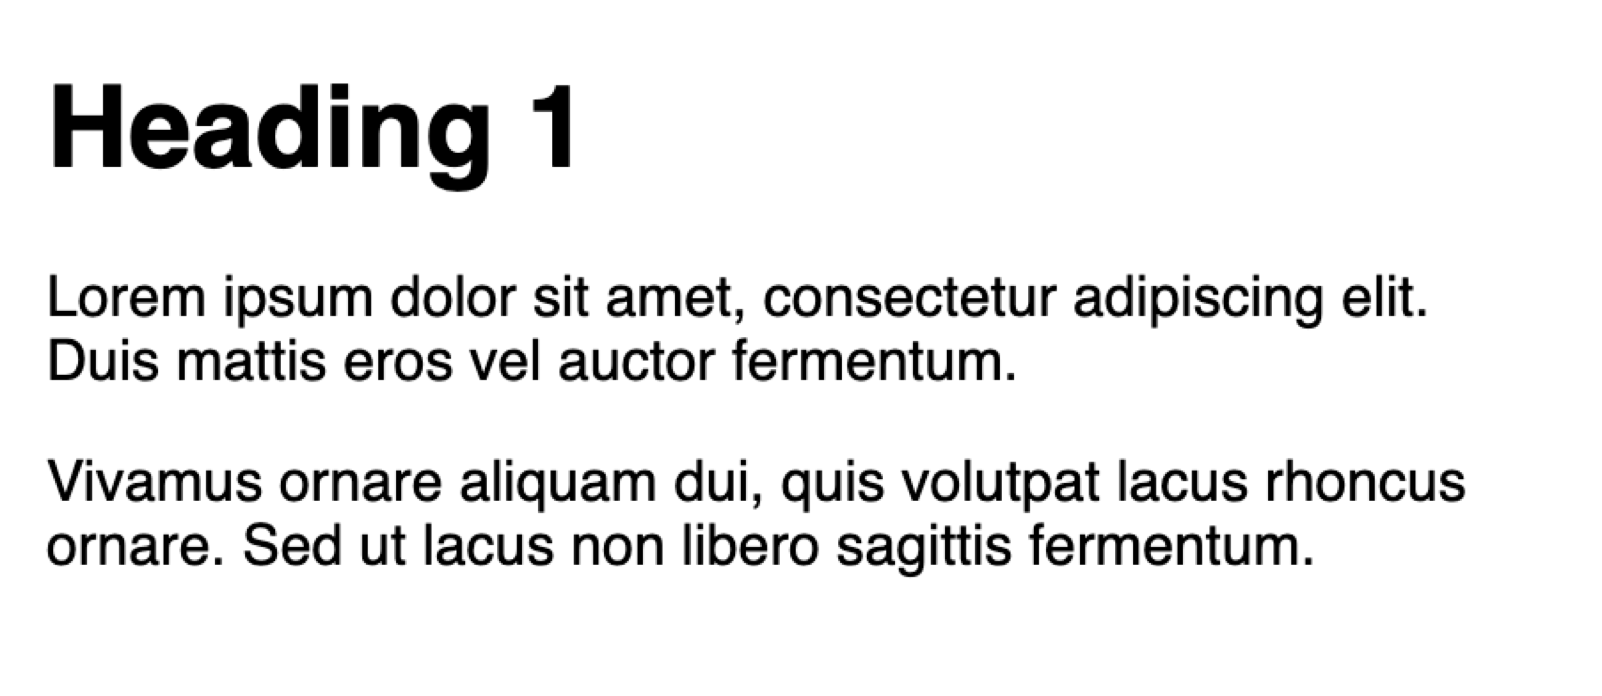 Heading 1
Lorem ipsum dolor sit amet, consectetur adipiscing elit.
Duis mattis eros vel auctor fermentum.
Vivamus ornare aliquam dui, quis volutpat lacus rhoncus
ornare. Sed ut lacus non libero sagittis fermentum.